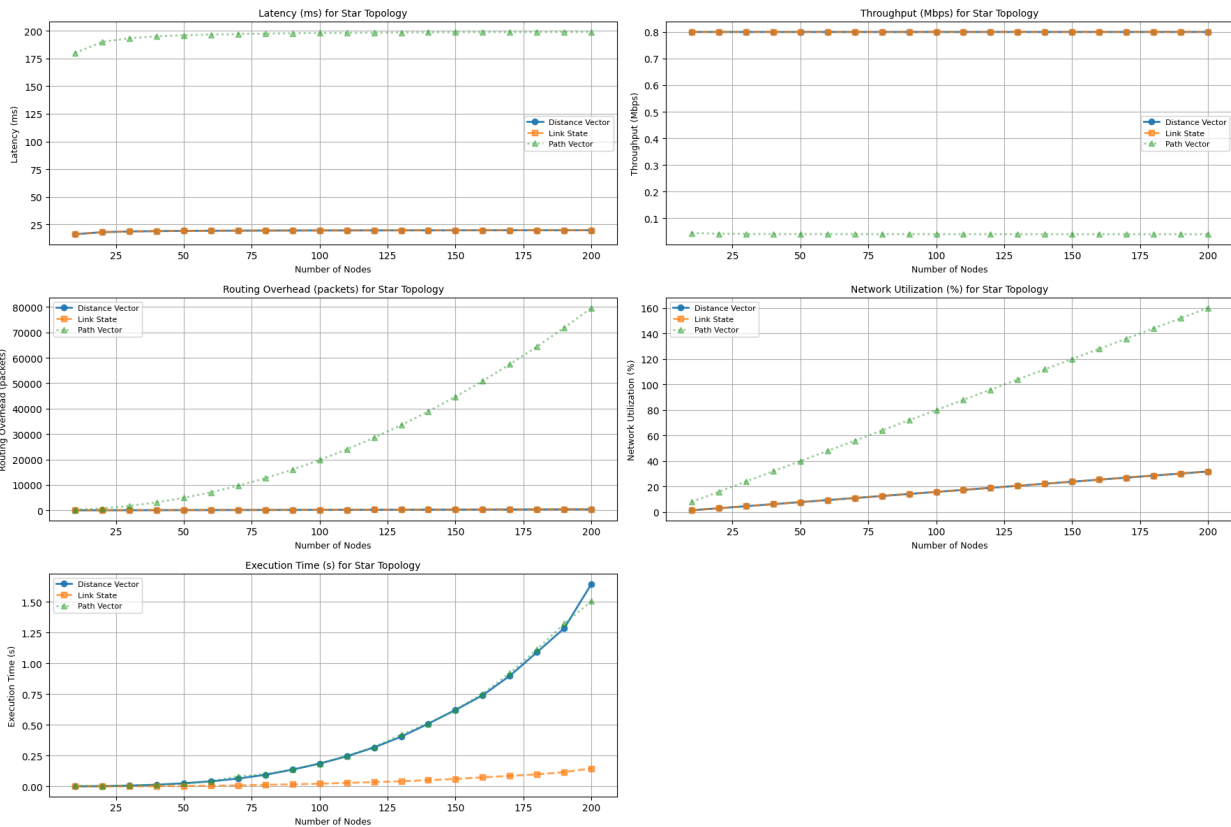 Latency (ms) for Star Topology
200
175
150
125
100
75
50
25
Latency (ms)
Distance Vector
Link State
Path Vector
25 50 75 100 125 150 175 200
Number of Nodes
Throughput (Mbps) for Star Topology
0.8
0.7
0.6
0.5
0.4
0.3
0.2
0.1
Throughput (Mbps)
Distance Vector
Link State
Path Vector
25 50 75 100 125 150 175 200
Number of Nodes
Routing Overhead (packets) for Star Topology
80000
70000
60000
50000
40000
30000
20000
10000
0
Routing Overhead (packets)
Distance Vector
Link State
Path Vector
25 50 75 100 125 150 175 200
Number of Nodes
Network Utilization (%) for Star Topology
160
140
120
100
80
60
40
20
0
Network Utilization (%)
Distance Vector
Link State
Path Vector
25 50 75 100 125 150 175 200
Number of Nodes
Execution Time (s) for Star Topology
1.50
1.25
1.00
0.75
0.50
0.25
0.00
Execution Time (s)
Distance Vector
Link State
Path Vector
25 50 75 100 125 150 175 200
Number of Nodes